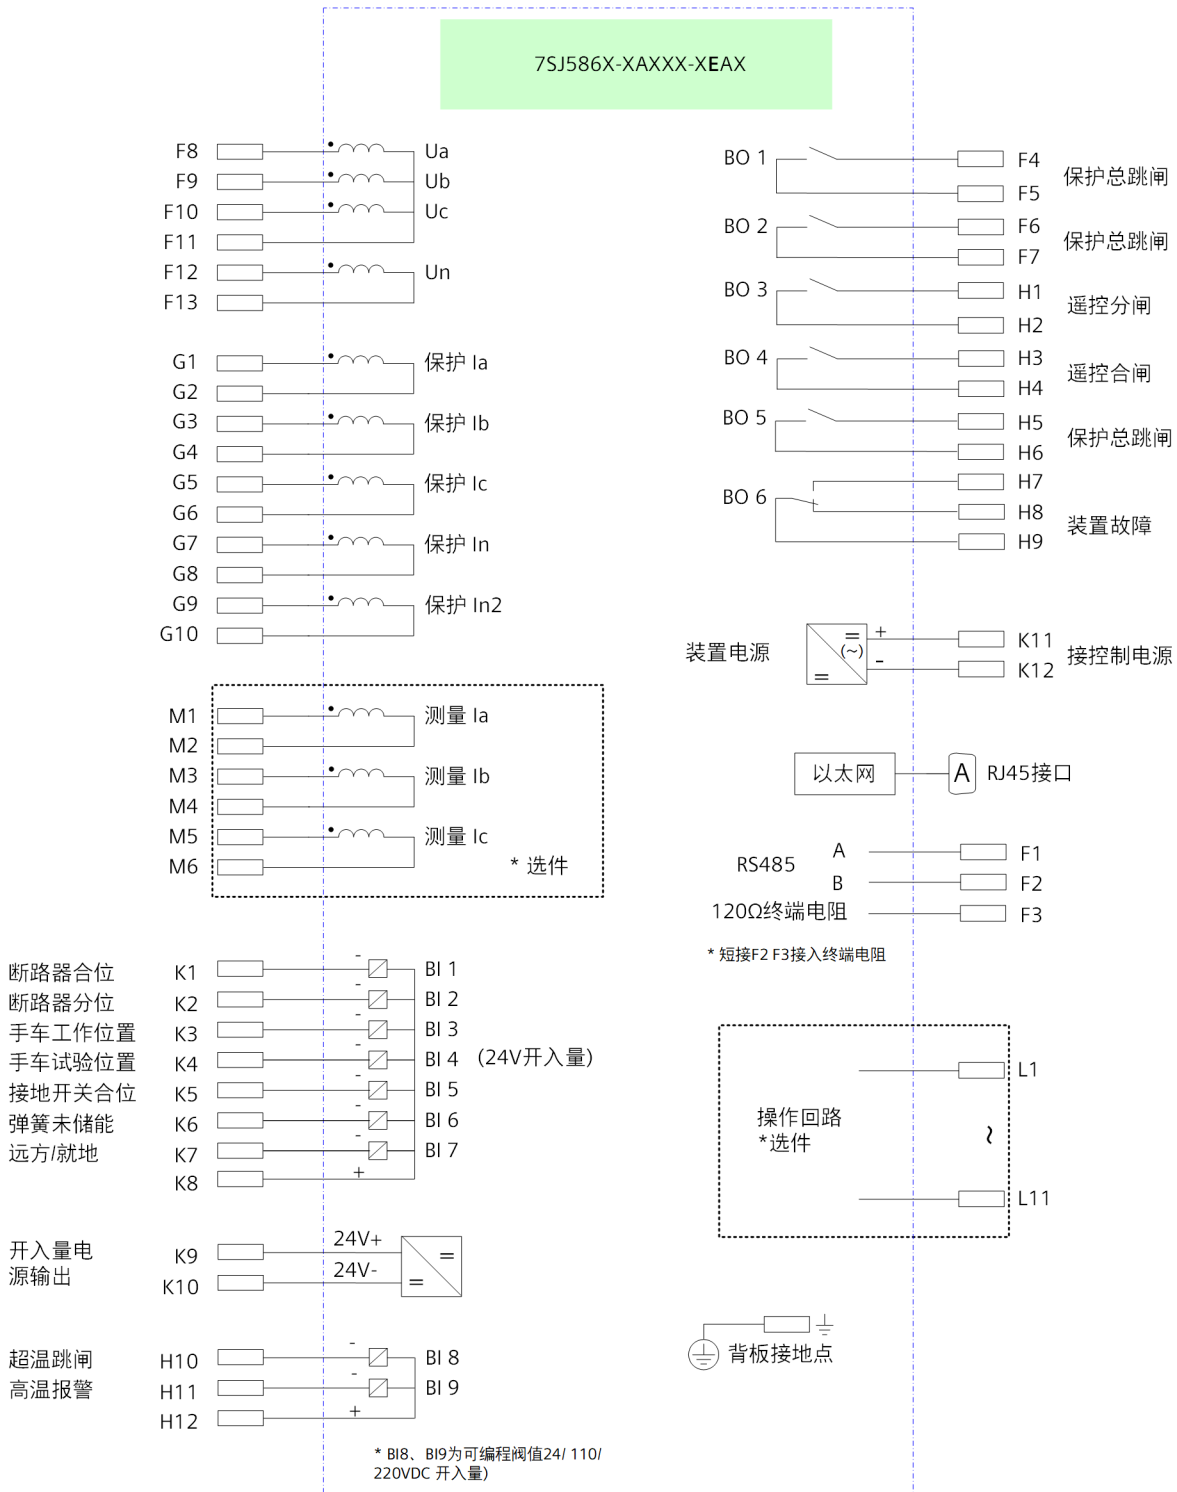 7SJ586X-XAXXX-XEAX
F8
Ua
F9
Ub
F10
Uc
F11
F12
Un
F13
G1
保护 Ia
G2
G3
保护 Ib
G4
G5
保护 Ic
G6
G7
保护 In
G8
G9
保护 In2
G10
M1
测量 Ia
M2
M3
测量 Ib
M4
M5
测量 Ic
M6
* 选件
断路器合位
K1
-
BI 1
断路器分位
K2
-
BI 2
手车工作位置
K3
-
BI 3
手车试验位置
K4
-
BI 4
(24V开入量)
接地开关合位
K5
-
BI 5
弹簧未储能
K6
-
BI 6
远方/就地
K7
-
BI 7
K8
+
开入量电
源输出
K9
24V+
K10
24V-
超温跳闸
H10
-
BI 8
高温报警
H11
-
BI 9
H12
+
* BI8、BI9为可编程阀值24/ 110/
220VDC 开入量)
BO 1
F4
F5
保护总跳闸
BO 2
F6
F7
保护总跳闸
BO 3
H1
H2
遥控分闸
BO 4
H3
H4
遥控合闸
BO 5
H5
H6
保护总跳闸
BO 6
H7
H8
H9
装置故障
装置电源
(~)
+
-
K11
K12
接控制电源
以太网
A
RJ45接口
RS485
A
F1
B
F2
120Ω终端电阻
F3
* 短接F2 F3接入终端电阻
操作回路
*选件
L1
~
L11
背板接地点